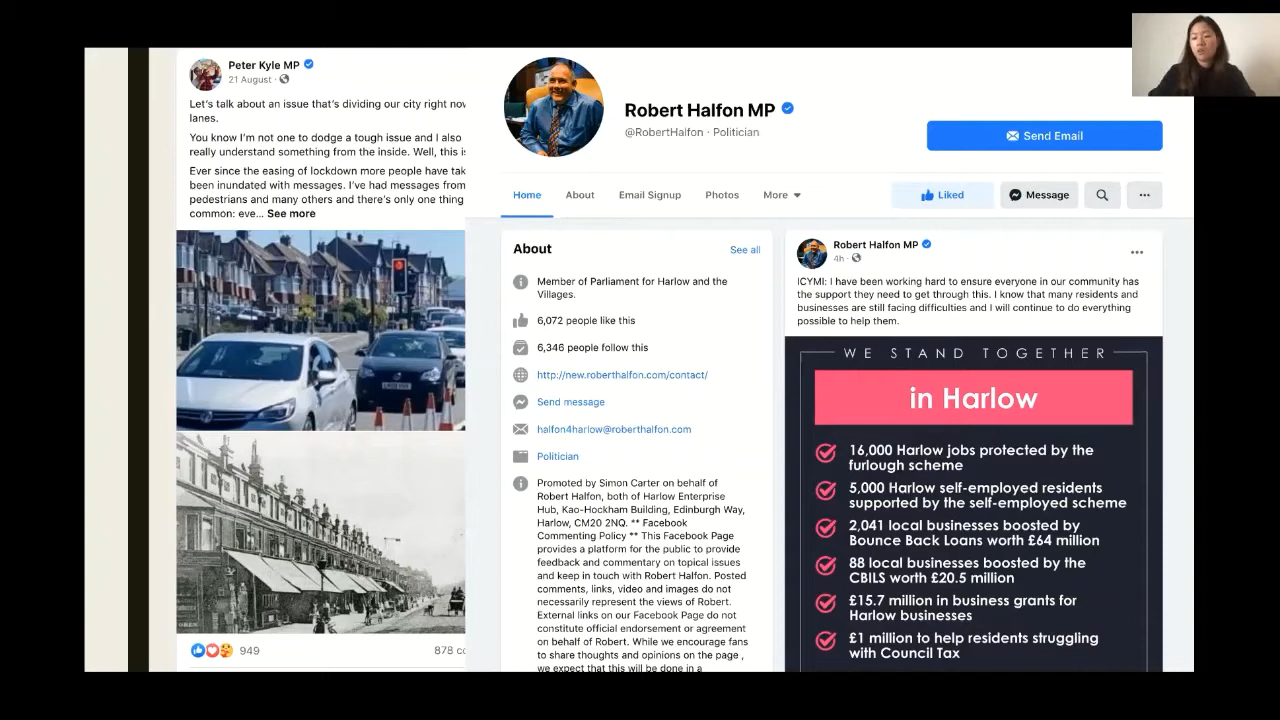 Peter Kyle MP
21 August ·
Let's talk about an issue that's dividing our city right now
lanes.
You know I'm not one to dodge a tough issue and I also
really understand something from the inside. Well, this is
Ever since the easing of lockdown more people have tak
been inundated with messages. I've had messages from
pedestrians and many others and there's only one thing
common: eve... See more
949
878 co
Robert Halfon MP
@RobertHalfon · Politician
Send Email
Home About Email Signup Photos More
Liked Message ...
About
See all
Member of Parliament for Harlow and the
Villages.
6,072 people like this
6,346 people follow this
http://new.roberthalfon.com/contact/
Send message
halfon4harlow@roberthalfon.com
Politician
Promoted by Simon Carter on behalf of
Robert Halfon, both of Harlow Enterprise
Hub, Kao-Hockham Building, Edinburgh Way,
Harlow, CM20 2NQ. ** Facebook
Commenting Policy ** This Facebook Page
provides a platform for the public to provide
feedback and commentary on topical issues
and keep in touch with Robert Halfon. Posted
comments, links, video and images do not
necessarily represent the views of Robert.
External links on our Facebook Page do not
constitute official endorsement or agreement
on behalf of Robert. While we encourage fans
to share thoughts and opinions on the page ,
we expect that this will be done in a
Robert Halfon MP
4h ·
ICYMI: I have been working hard to ensure everyone in our community has
the support they need to get through this. I know that many residents and
businesses are still facing difficulties and I will continue to do everything
possible to help them.
WE STAND TOGETHER
in Harlow
16,000 Harlow jobs protected by the
furlough scheme
5,000 Harlow self-employed residents
supported by the self-employed scheme
2,041 local businesses boosted by
Bounce Back Loans worth £64 million
88 local businesses boosted by the
CBILS worth £20.5 million
£15.7 million in business grants for
Harlow businesses
£1 million to help residents struggling
with Council Tax